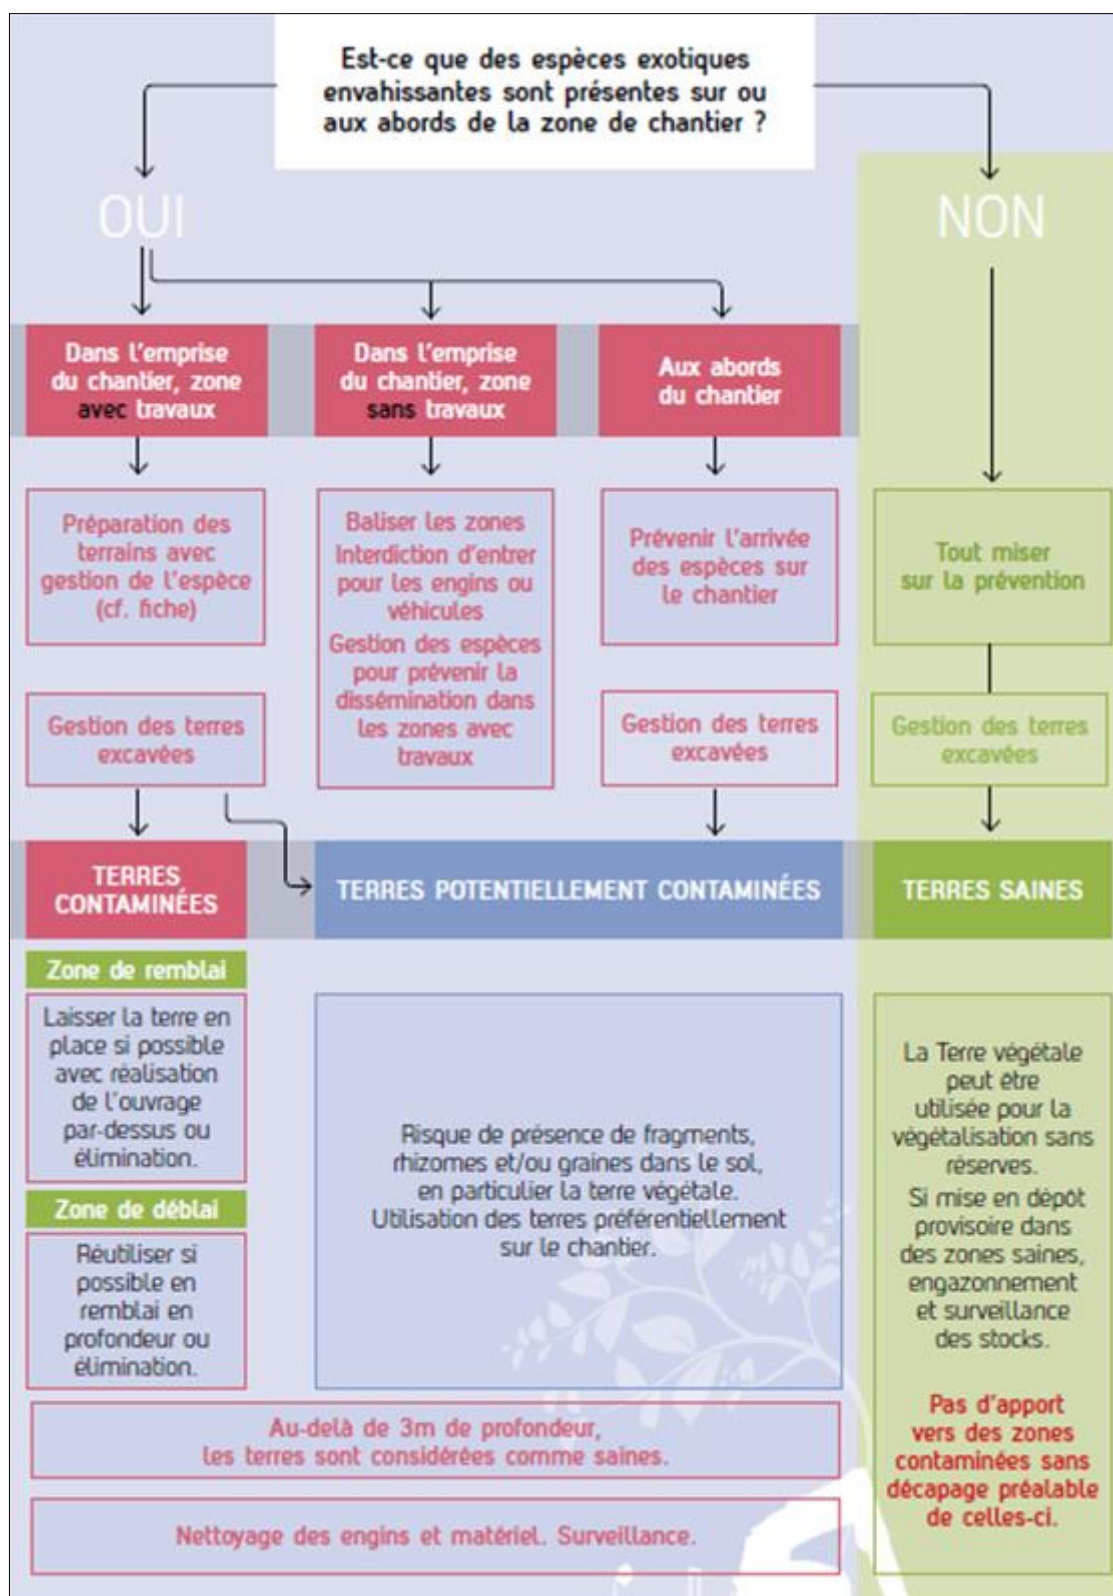 Est-ce que des espèces exotiques
envahissantes sont présentes sur ou
aux abords de la zone de chantier ?
OUI
NON
Dans l'emprise
du chantier, zone
avec travaux
Dans l'emprise
du chantier, zone
sans travaux
Aux abords
du chantier
Préparation des
terrains avec
gestion de l'espèce
(cf. fiche)
Baliser les zones
Interdiction d'entrer
pour les engins ou
véhicules
Gestion des espèces
pour prévenir la
dissémination dans
les zones avec
travaux
Prévenir l'arrivée
des espèces sur
le chantier
Tout miser
sur la prévention
Gestion des terres
excavées
Gestion des terres
excavées
Gestion des terres
excavées
TERRES
CONTAMINÉES
TERRES POTENTIELLEMENT CONTAMINÉES
TERRES SAINES
Zone de remblai
Laisser la terre en
place si possible
avec réalisation
de l'ouvrage
par-dessus ou
élimination.
Zone de déblai
Réutiliser si
possible en
remblai en
profondeur ou
élimination.
Risque de présence de fragments,
rhizomes et/ou graines dans le sol,
en particulier la terre végétale.
Utilisation des terres préférentiellement
sur le chantier.
La Terre végétale
peut être
utilisée pour la
végétalisation sans
réserves.
Si mise en dépôt
provisoire dans
des zones saines,
engazonnement
et surveillance
des stocks.
Pas d'apport
vers des zones
contaminées sans
décapage préalable
de celles-ci.
Au-delà de 3m de profondeur,
les terres sont considérées comme saines.
Nettoyage des engins et matériel. Surveillance.